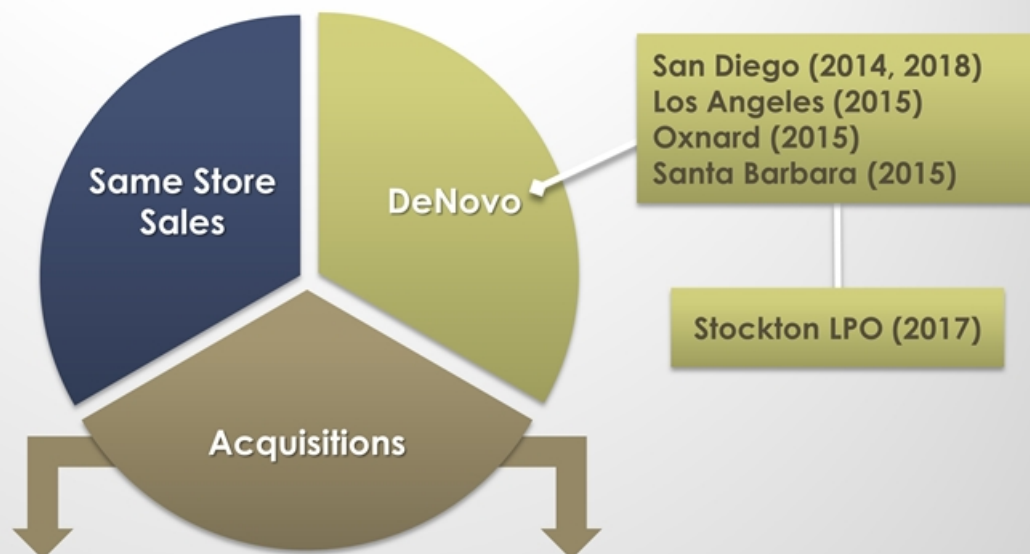 Same Store
Sales
DeNovo
San Diego (2014, 2018)
Los Angeles (2015)
Oxnard (2015)
Santa Barbara (2015)
Stockton LPO (2017)
Acquisitions